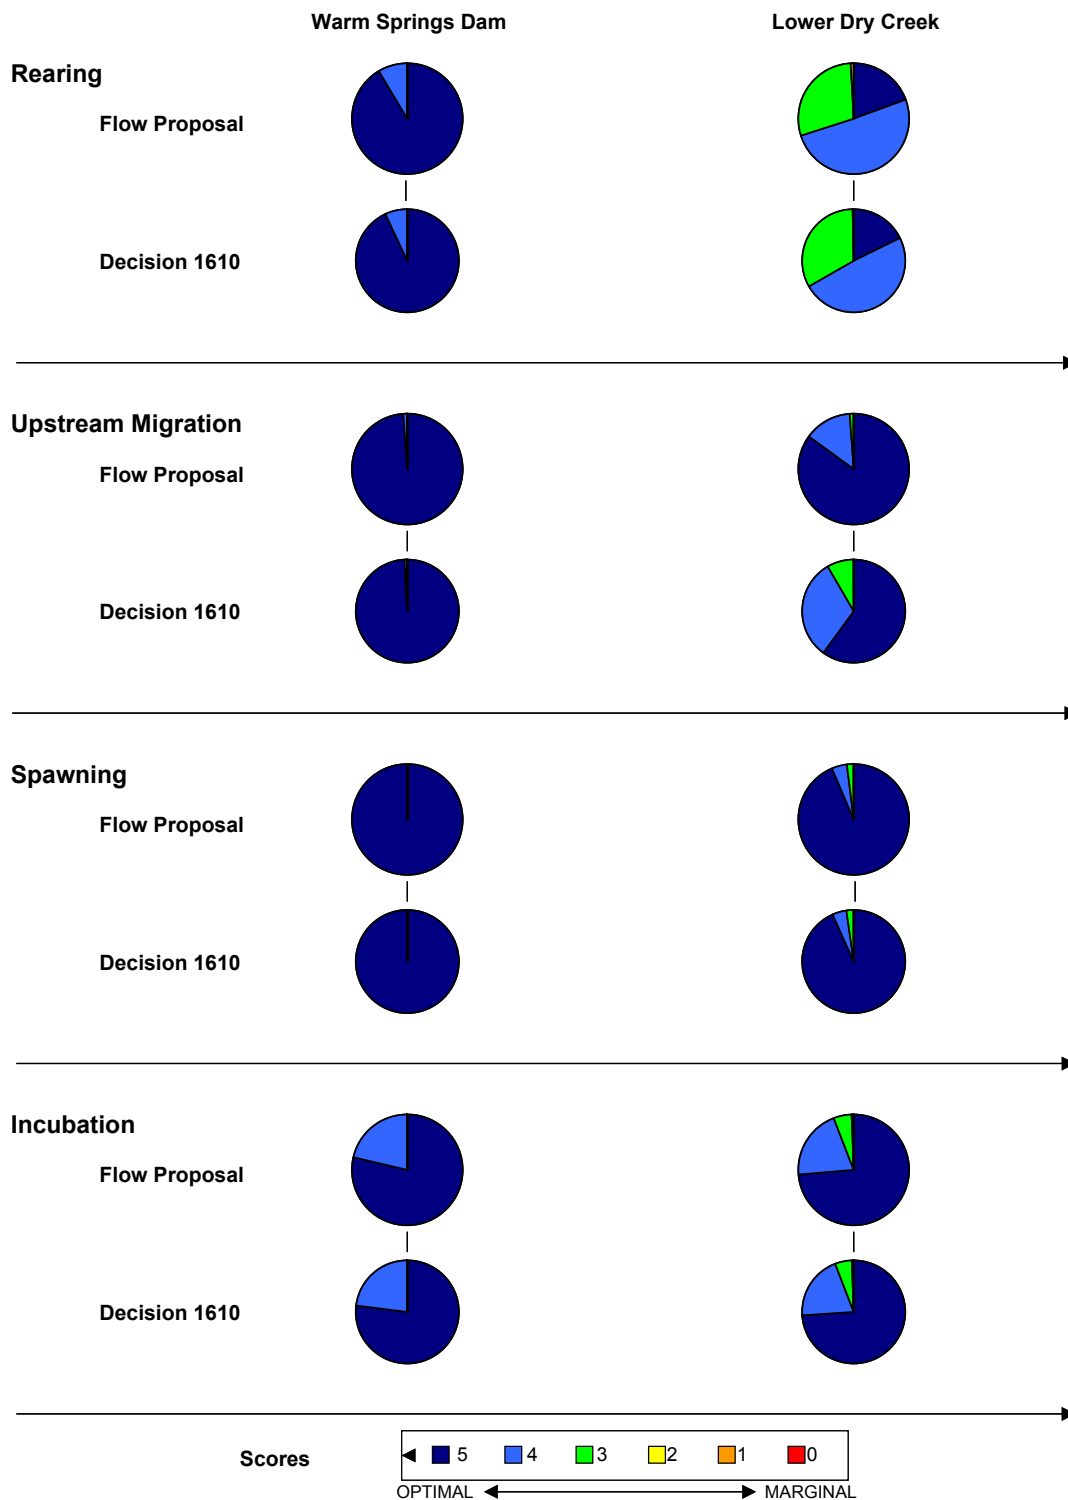 Warm Springs Dam Lower Dry Creek
Rearing
Flow Proposal
Decision 1610
Upstream Migration
Flow Proposal
Decision 1610
Spawning
Flow Proposal
Decision 1610
Incubation
Flow Proposal
Decision 1610
Scores 5 4 3 2 1 0
OPTIMAL MARGINAL